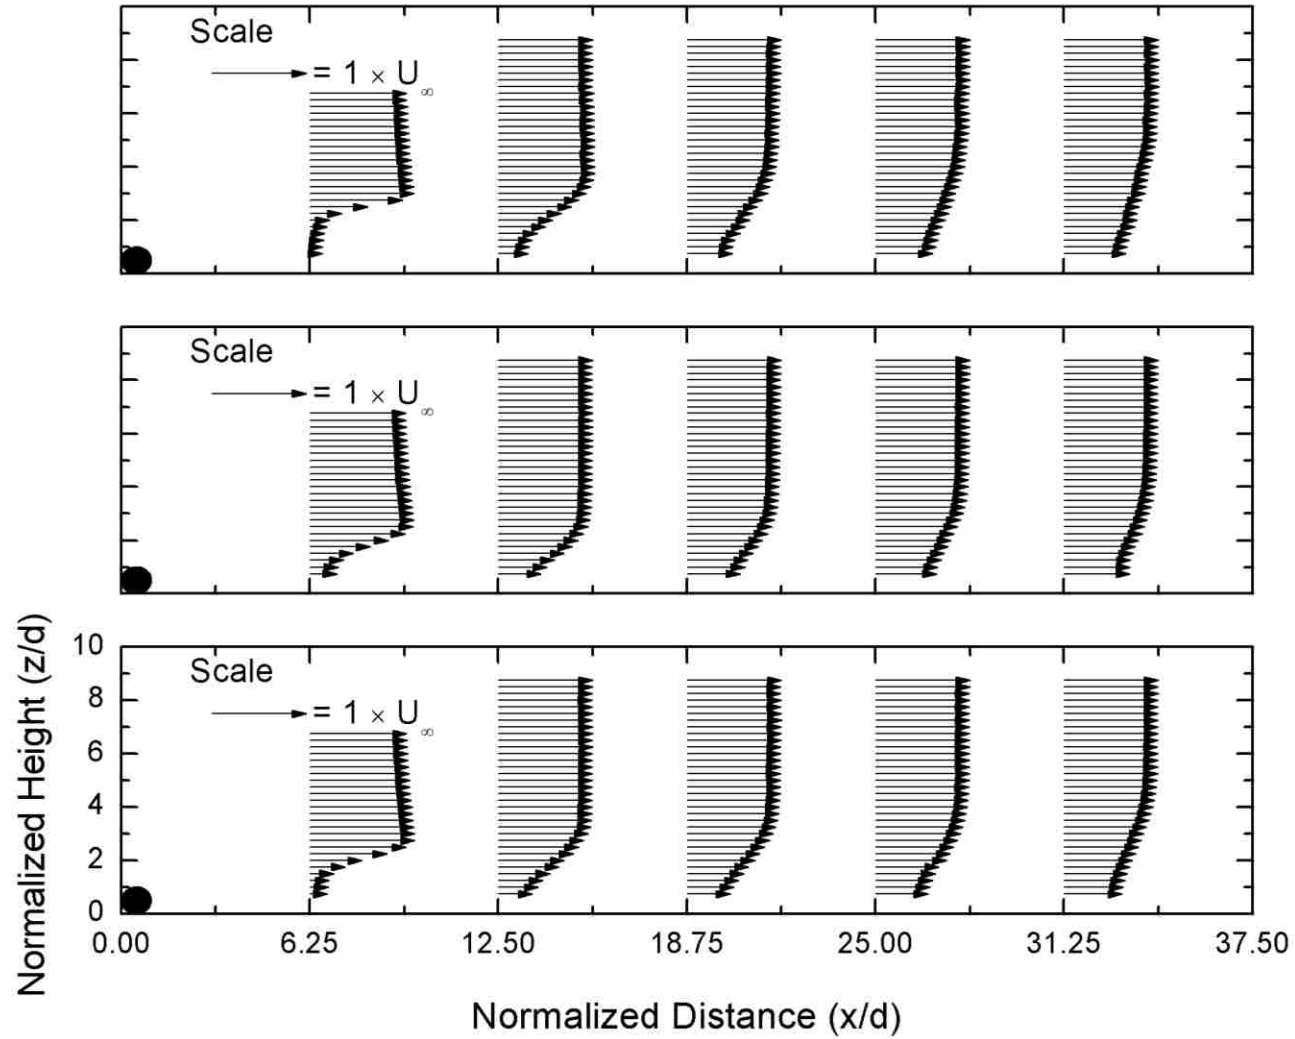 Scale
= 1 × U∞
Scale
= 1 × U∞
Scale
= 1 × U∞
Normalized Height (z/d)
10
8
6
4
2
0
0.00 6.25 12.50 18.75 25.00 31.25 37.50
Normalized Distance (x/d)